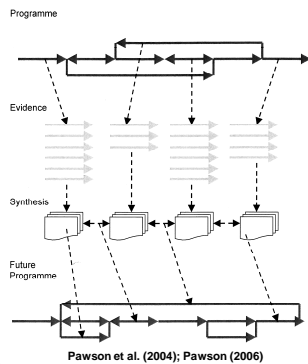 Programme
Evidence
Synthesis
Future
Programme
Pawson et al. (2004); Pawson (2006)